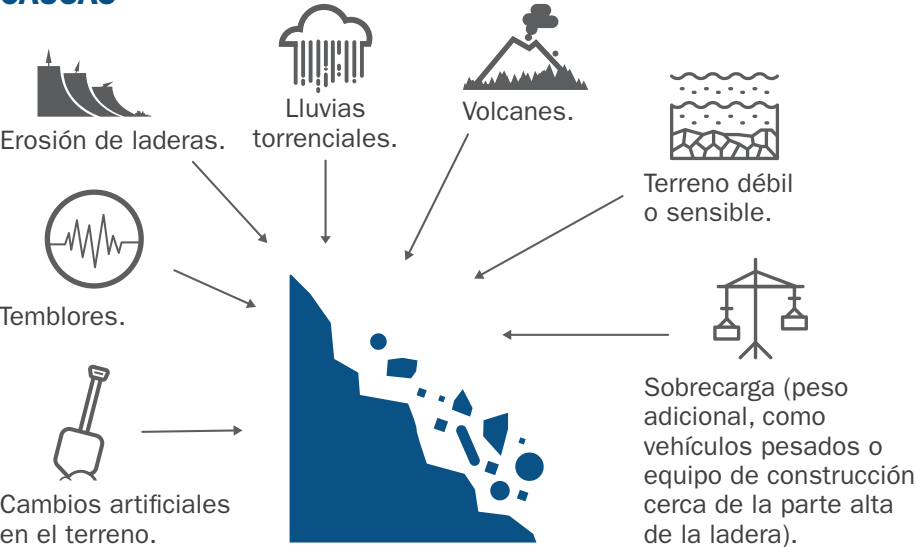 CAUSAS
Lluvias
torrenciales.
Volcanes.
Erosión de laderas.
Terreno débil
o sensible.
Temblores.
Sobrecarga (peso
adicional, como
vehículos pesados o
equipo de construcción
cerca de la parte alta
de la ladera).
Cambios artificiales
en el terreno.